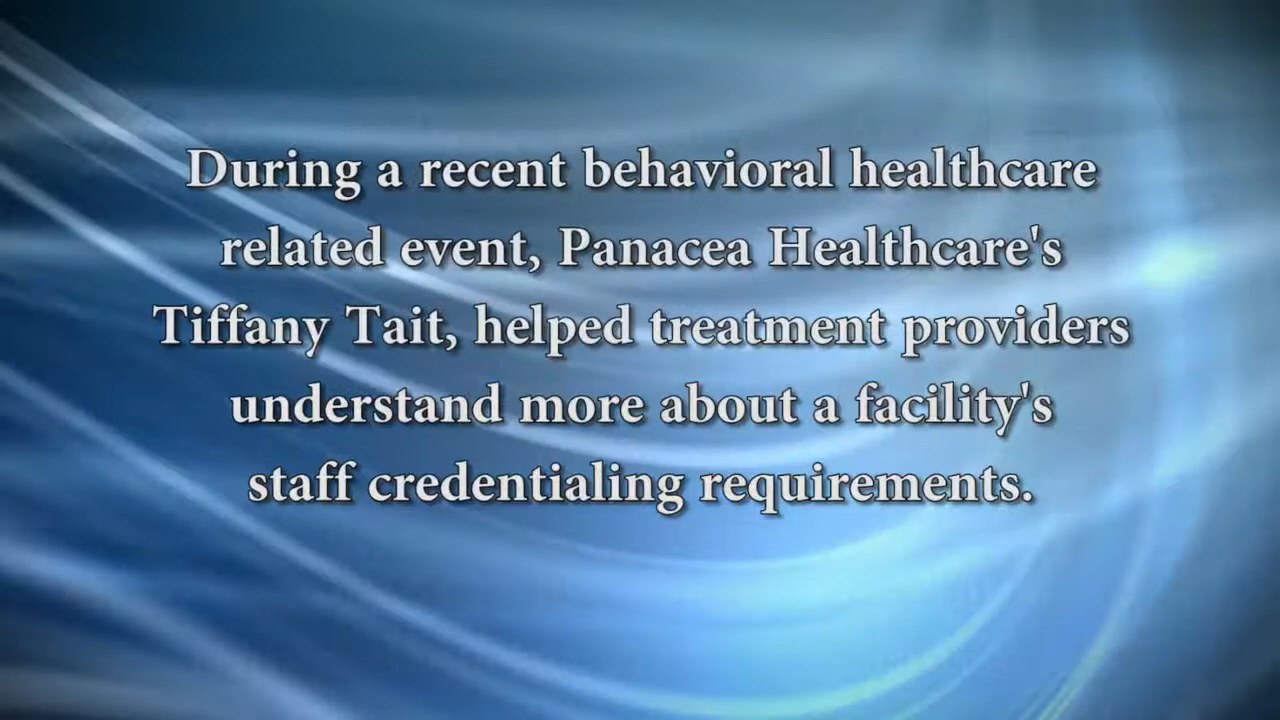 During a recent behavioral healthcare
related event, Panacea Healthcare's
Tiffany Tait, helped treatment providers
understand more about a facility's
staff credentialing requirements.